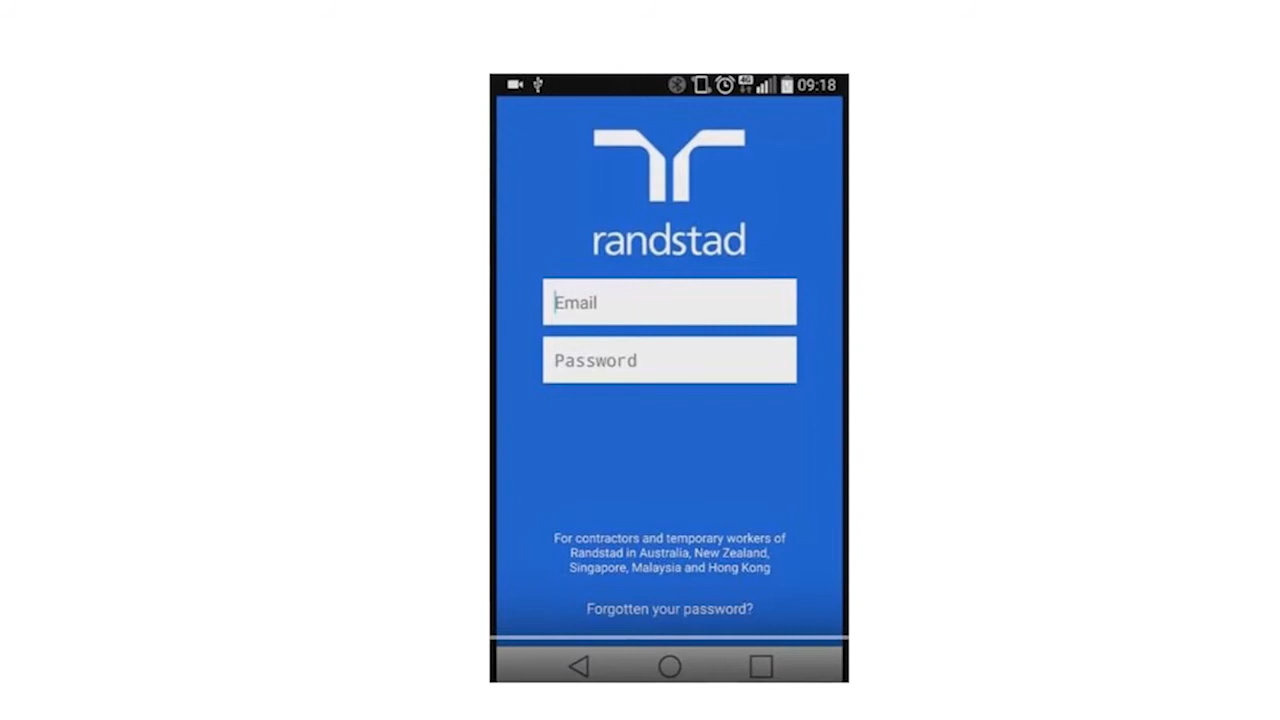 4G
09:18
randstad
Email
Password
For contractors and temporary workers of
Randstad in Australia, New Zealand,
Singapore, Malaysia and Hong Kong
Forgotten your password?